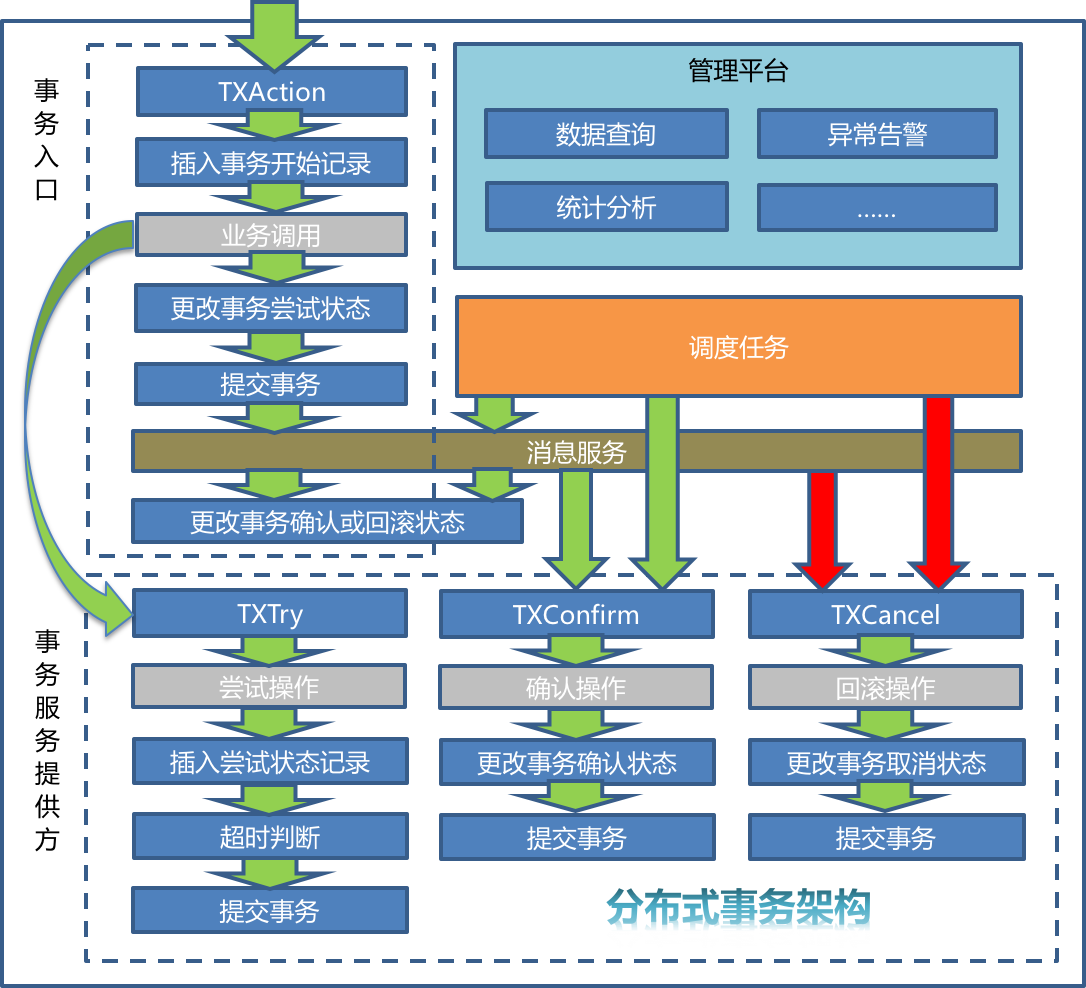 事务入口
TXAction
插入事务开始记录
业务调用
更改事务尝试状态
提交事务
管理平台
数据查询
异常告警
统计分析
……
调度任务
消息服务
更改事务确认或回滚状态
事务服务提供方
TXTry
尝试操作
插入尝试状态记录
超时判断
提交事务
TXConfirm
确认操作
更改事务确认状态
提交事务
TXCancel
回滚操作
更改事务取消状态
提交事务
分布式事务架构